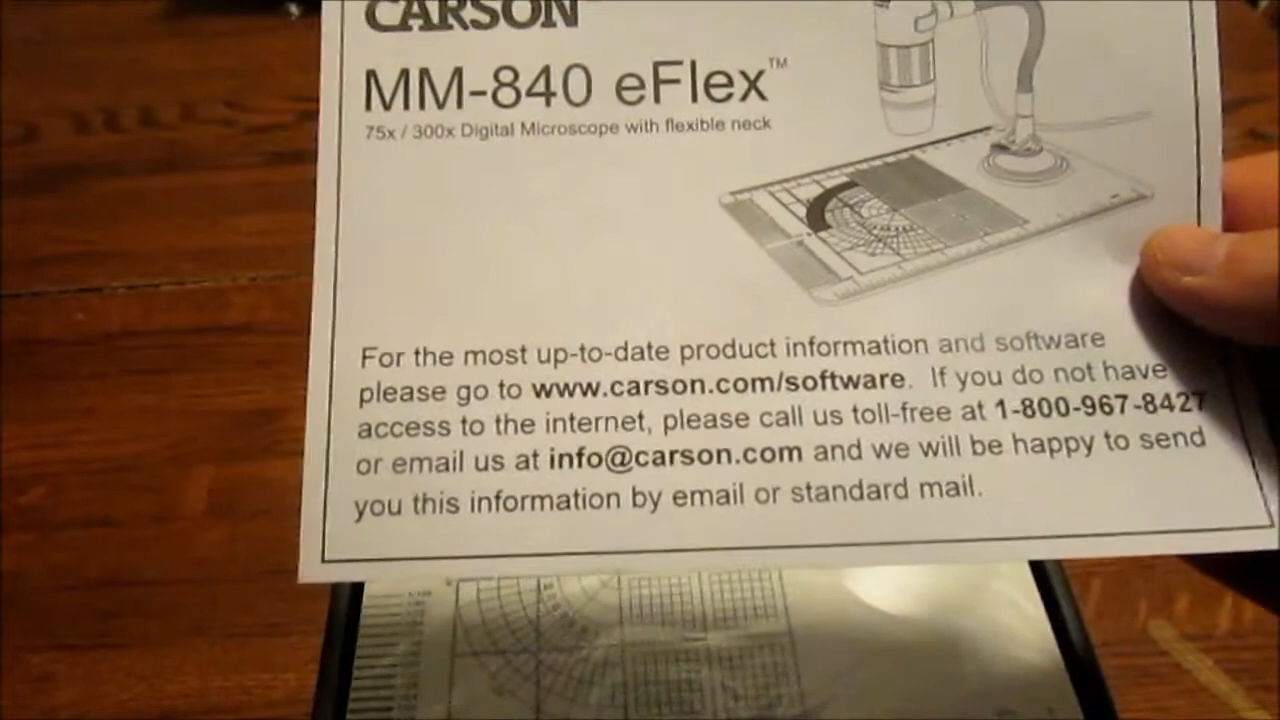 CARSON
MM-840 eFlex™
75x / 300x Digital Microscope with flexible neck
For the most up-to-date product information and software
please go to www.carson.com/software. If you do not have
access to the internet, please call us toll-free at 1-800-967-8427
or email us at info@carson.com and we will be happy to send
you this information by email or standard mail.